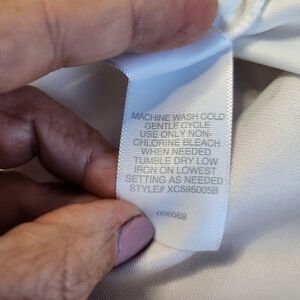 MACHINE WASH COLD
GENTLE CYCLE
USE ONLY NON-
CHLORINE BLEACH
WHEN NEEDED
TUMBLE DRY LOW
IRON ON LOWEST
SETTING AS NEEDED
STYLE# XC595005B
006569